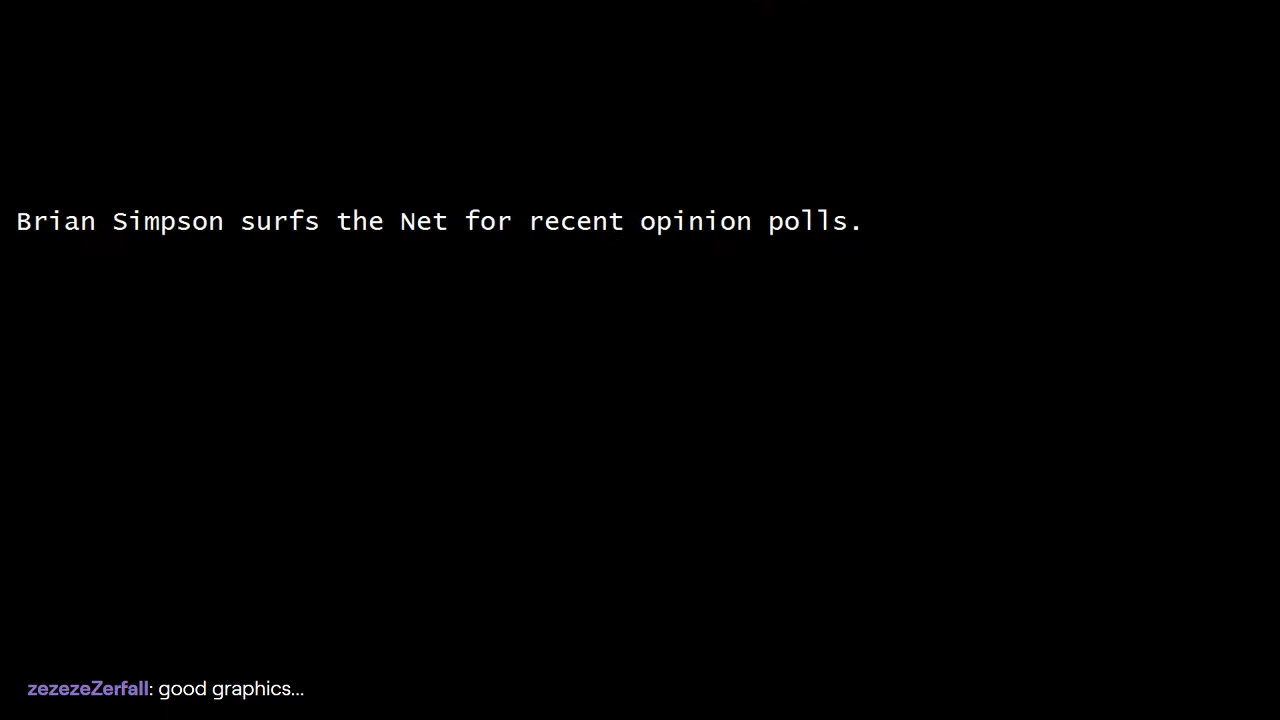 Brian Simpson surfs the Net for recent opinion polls.
zezezeZerfall: good graphics...